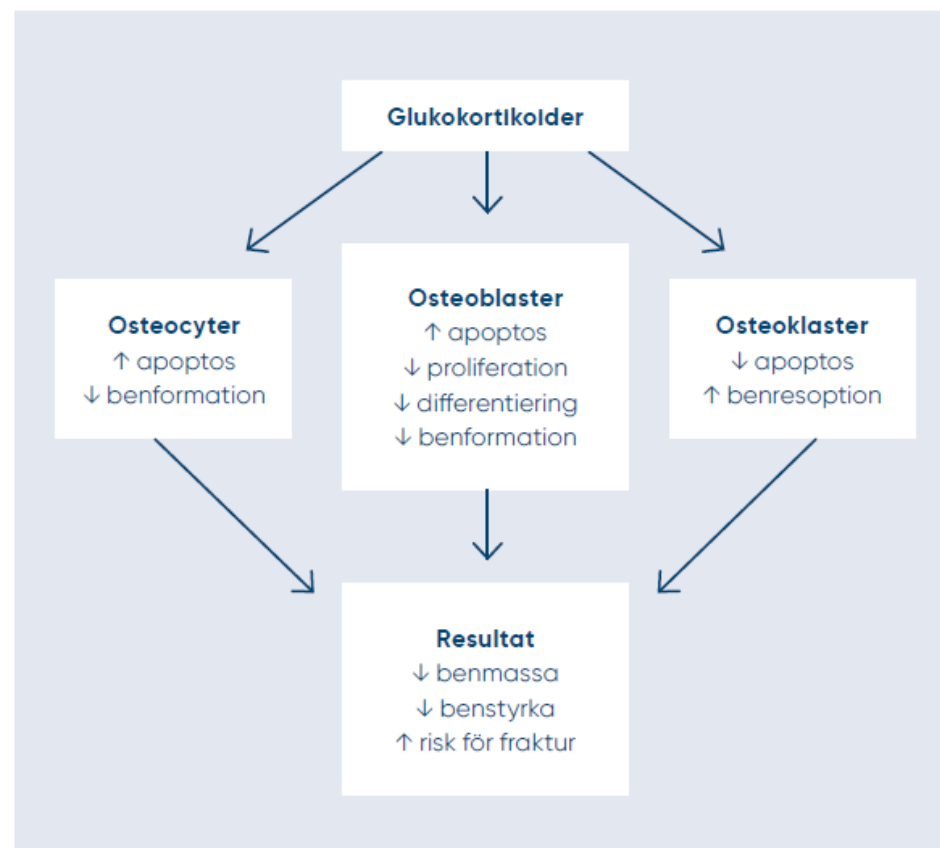 Glukokortikoider
Osteocyter
↑ apoptos
↓ benformation
Osteoblaster
↑ apoptos
↓ proliferation
↓ differentiering
↓ benformation
Osteoklaster
↓ apoptos
↑ benresoption
Resultat
↓ benmassa
↓ benstyrka
↑ risk för fraktur